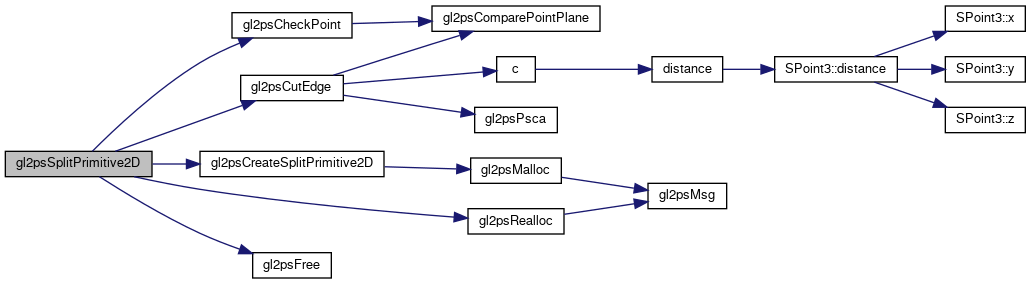 gl2psSplitPrimitive2D
gl2psCheckPoint
gl2psComparePointPlane
gl2psCutEdge
c
distance
SPoint3::distance
SPoint3::x
SPoint3::y
SPoint3::z
gl2psPsca
gl2psCreateSplitPrimitive2D
gl2psMalloc
gl2psMsg
gl2psRealloc
gl2psFree